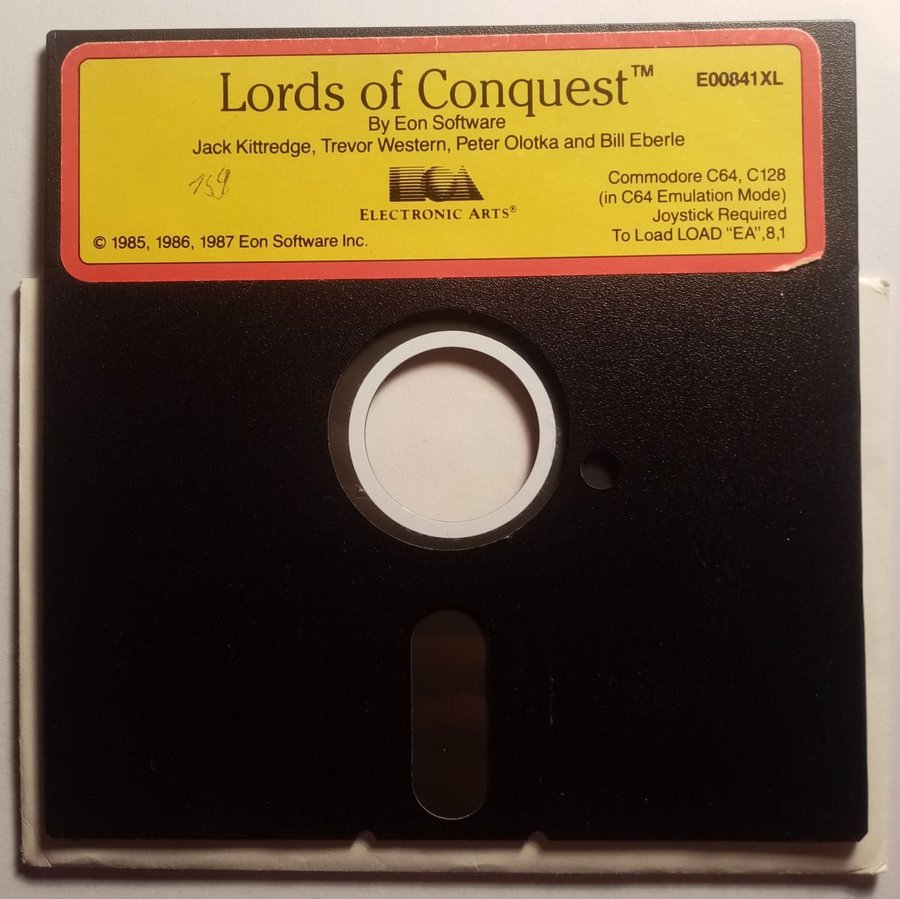 Lords of Conquest™
E00841XL
By Eon Software
Jack Kittredge, Trevor Western, Peter Olotka and Bill Eberle
ELECTRONIC ARTS®
Commodore C64, C128
(in C64 Emulation Mode)
Joystick Required
To Load LOAD "EA",8,1
© 1985, 1986, 1987 Eon Software Inc.